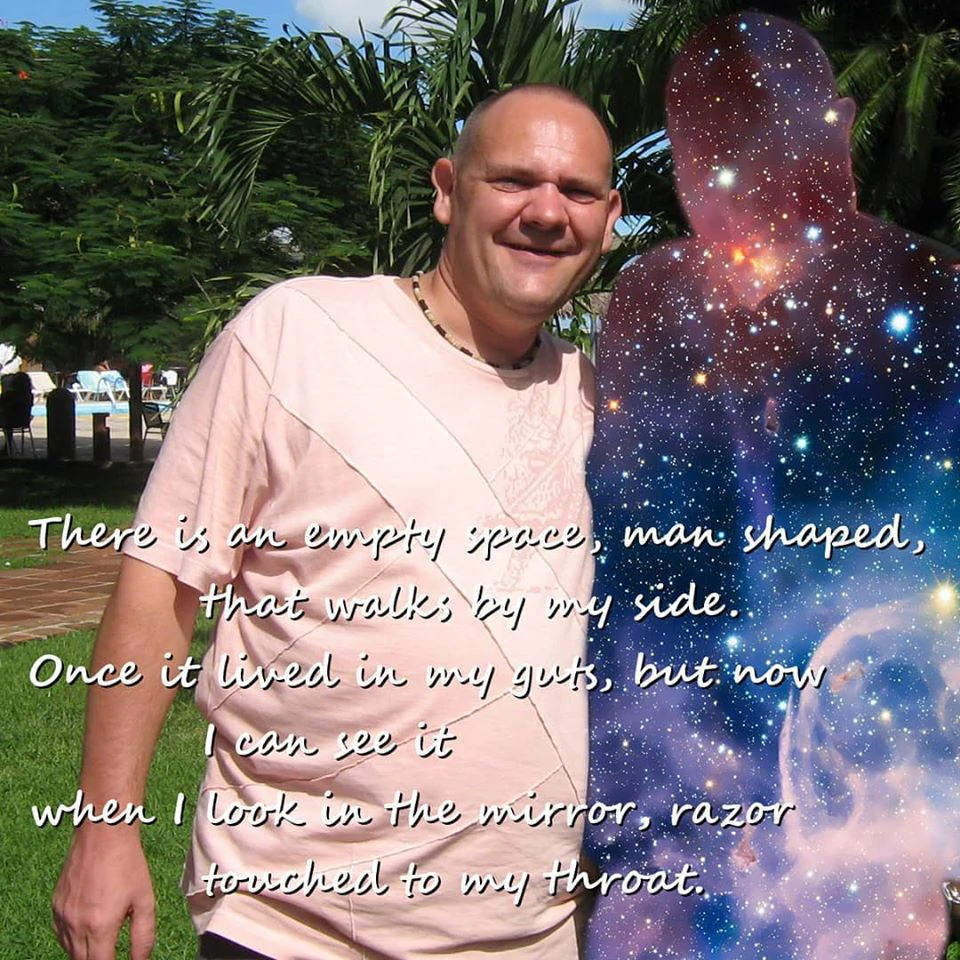 There is an empty space, man shaped,
that walks by my side.
Once it lived in my guts, but now
I can see it
when I look in the mirror, razor
touched to my throat.